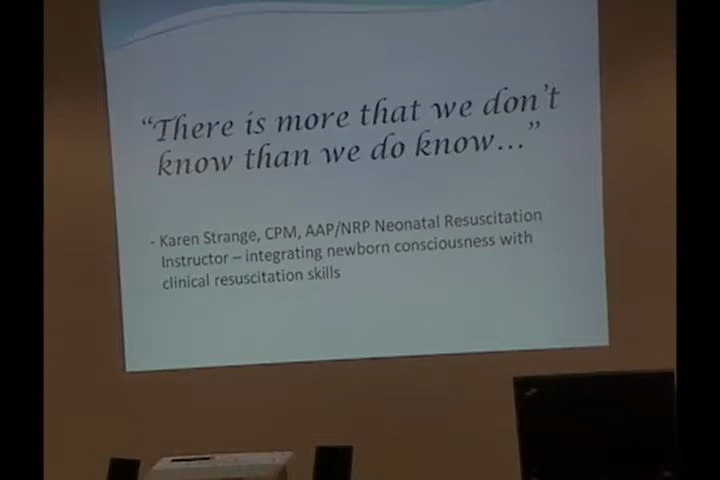 “There is more that we don’t
know than we do know...”
- Karen Strange, CPM, AAP/NRP Neonatal Resuscitation
Instructor – integrating newborn consciousness with
clinical resuscitation skills